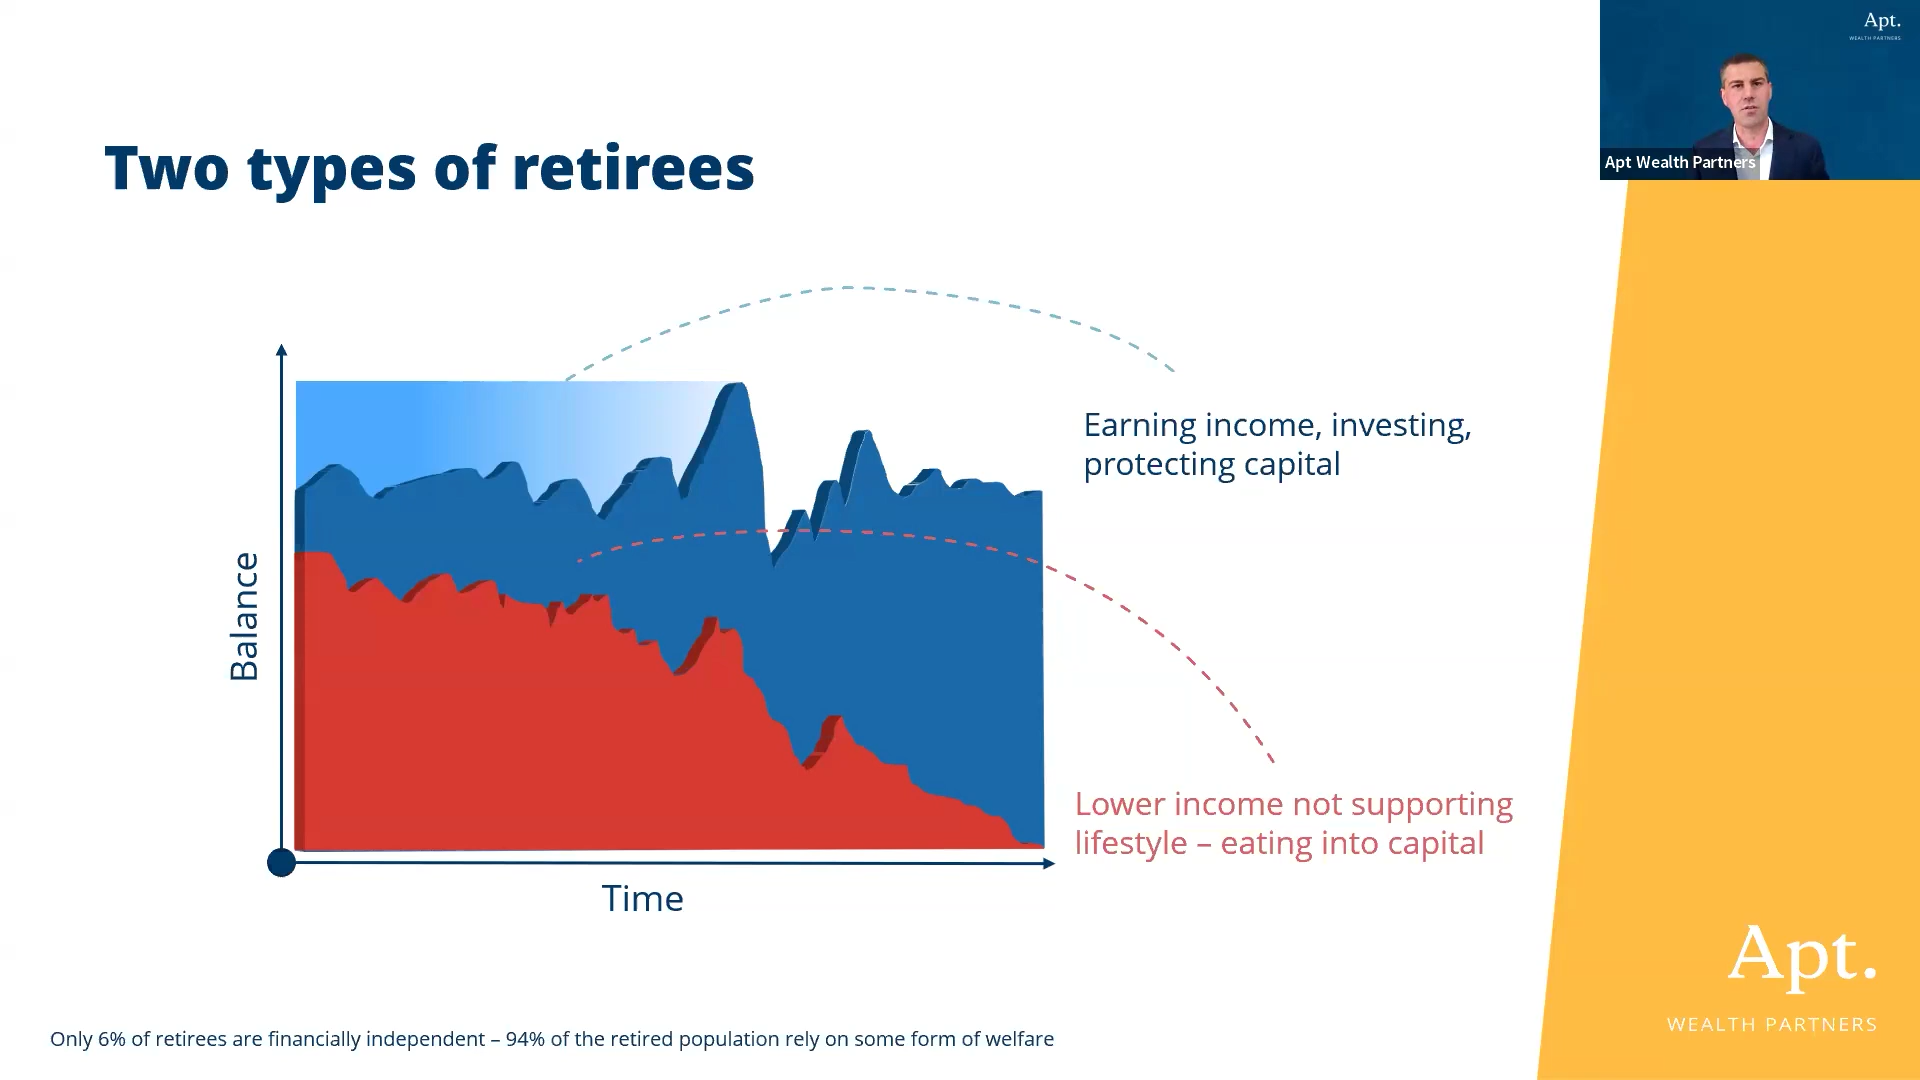 Apt.
WEALTH PARTNERS
Apt Wealth Partners
Two types of retirees
Earning income, investing,
protecting capital
Balance
Lower income not supporting
lifestyle – eating into capital
Time
Apt.
WEALTH PARTNERS
Only 6% of retirees are financially independent – 94% of the retired population rely on some form of welfare